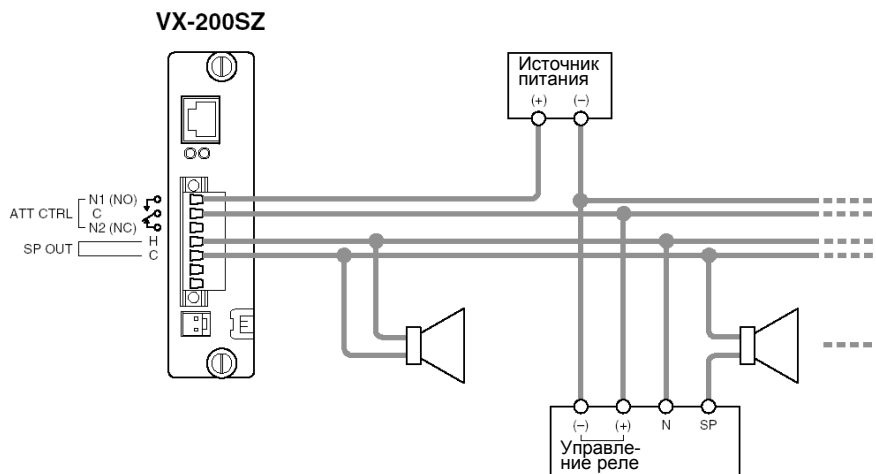 VX-200SZ
Источник
питания
(+) (−)
N1 (NO)
ATT CTRL C
N2 (NC)
SP OUT H
C
(−) (+) N SP
Управле-
ние реле